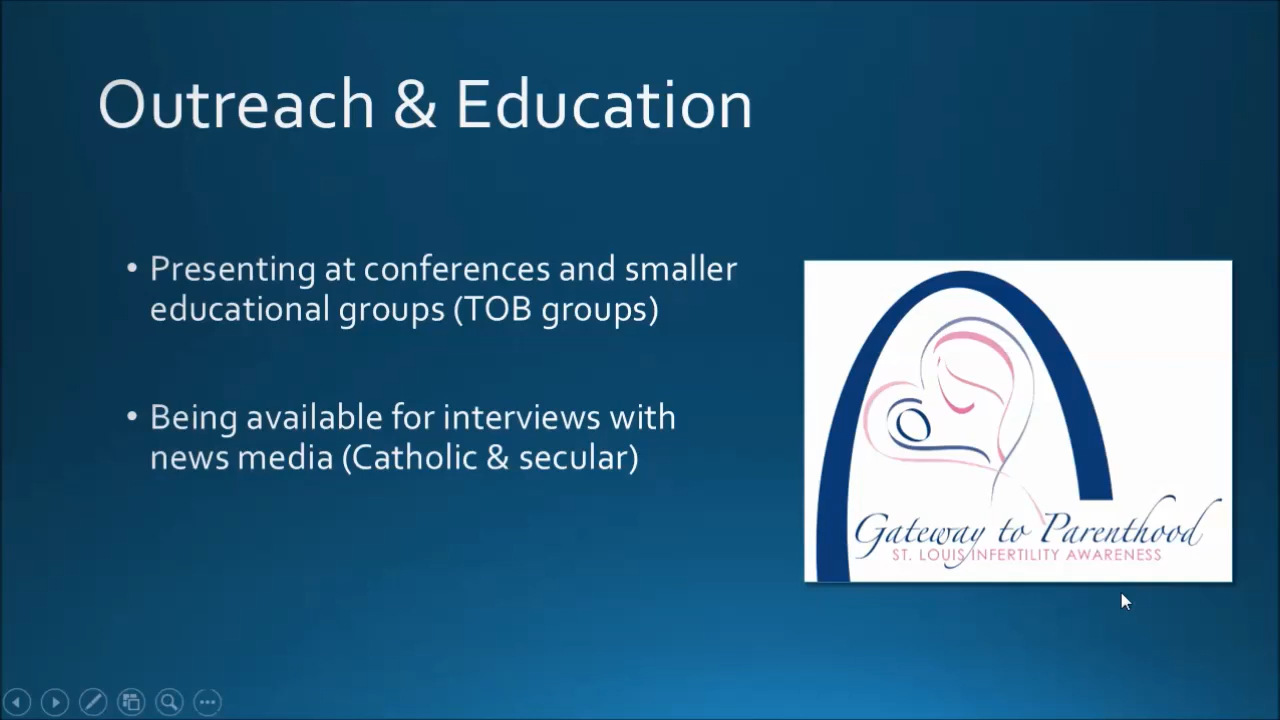 Outreach & Education
• Presenting at conferences and smaller
educational groups (TOB groups)
• Being available for interviews with
news media (Catholic & secular)
Gateway to Parenthood
ST. LOUIS INFERTILITY AWARENESS